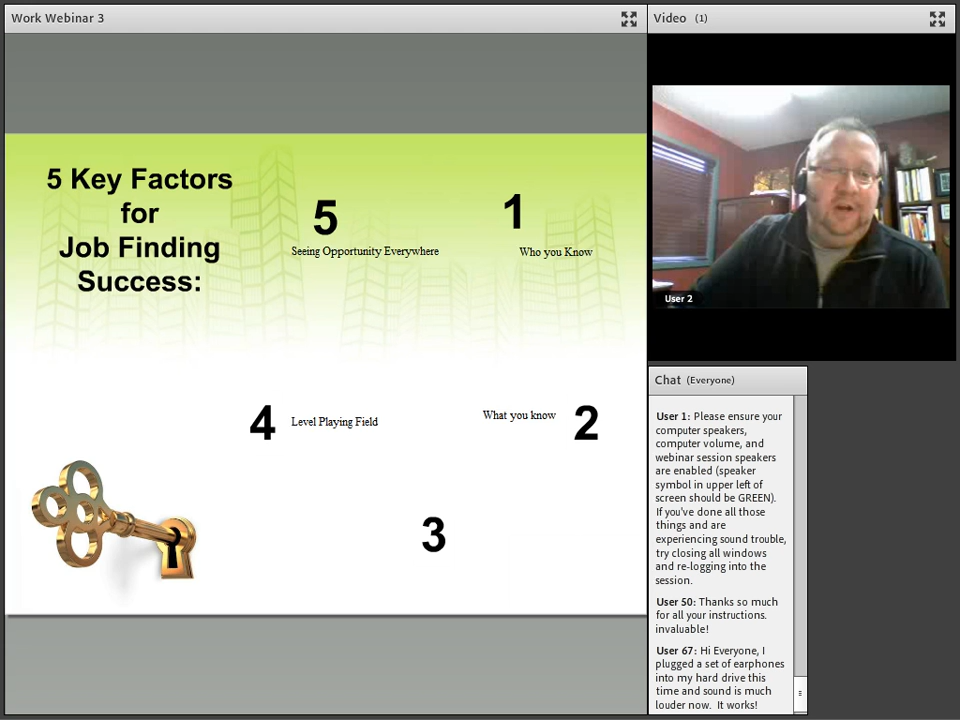 Work Webinar 3
5 Key Factors
for
Job Finding
Success:
5
Seeing Opportunity Everywhere
1
Who you Know
4
Level Playing Field
What you know
2
3
Video (1)
User 2
Chat (Everyone)
User 1: Please ensure your
computer speakers,
computer volume, and
webinar session speakers
are enabled (speaker
symbol in upper left of
screen should be GREEN).
If you've done all those
things and are
experiencing sound trouble,
try closing all windows
and re-logging into the
session.
User 50: Thanks so much
for all your instructions.
invaluable!
User 67: Hi Everyone, I
plugged a set of earphones
into my hard drive this
time and sound is much
louder now. It works!